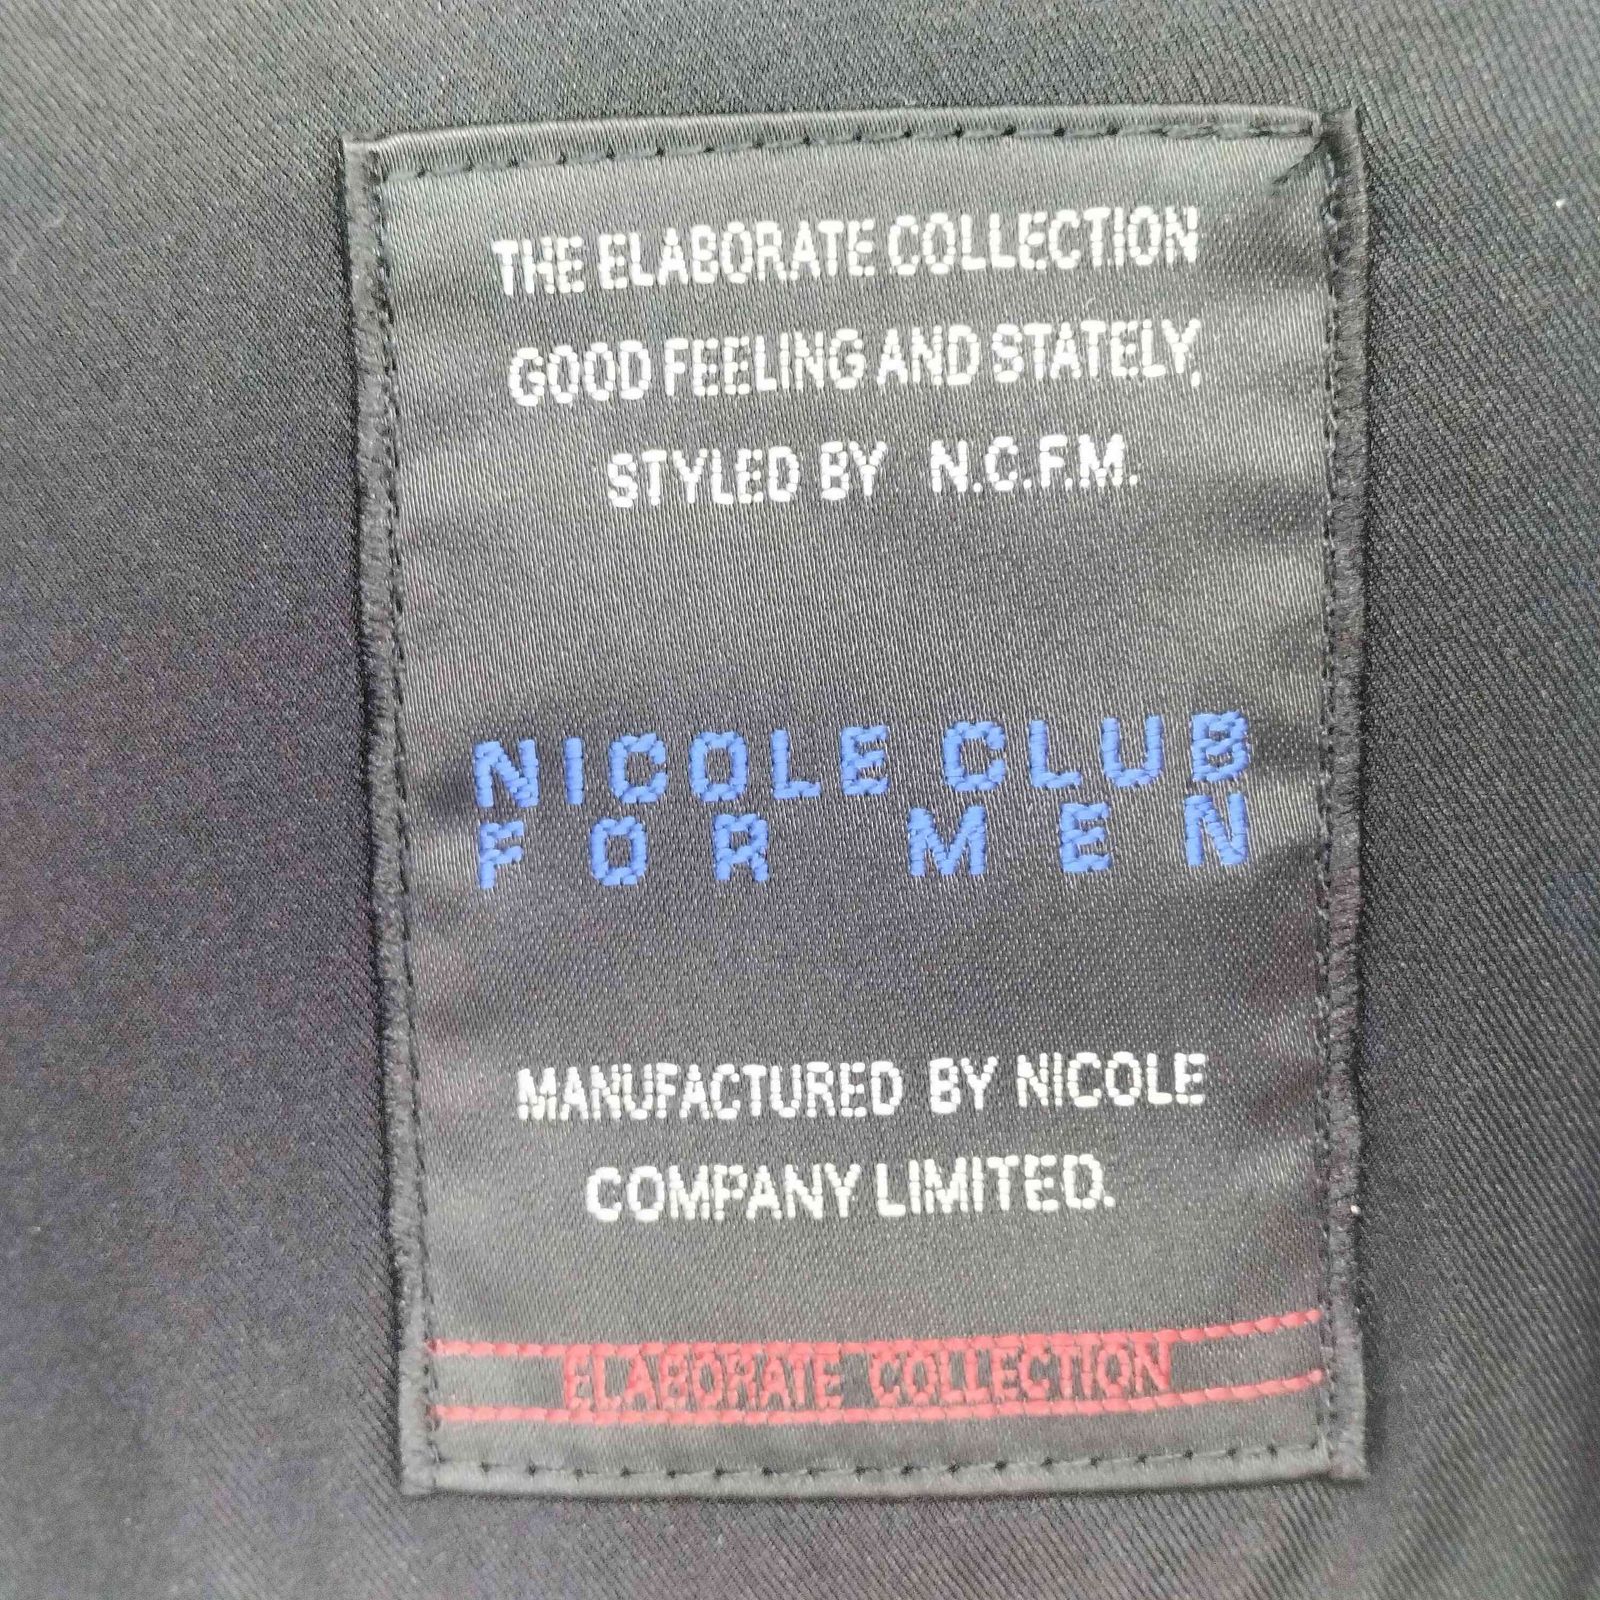 THE ELABORATE COLLECTION
GOOD FEELING AND STATELY,
STYLED BY N.C.F.M.
NICOLE CLUB
FOR MEN
MANUFACTURED BY NICOLE
COMPANY LIMITED.
ELABORATE COLLECTION